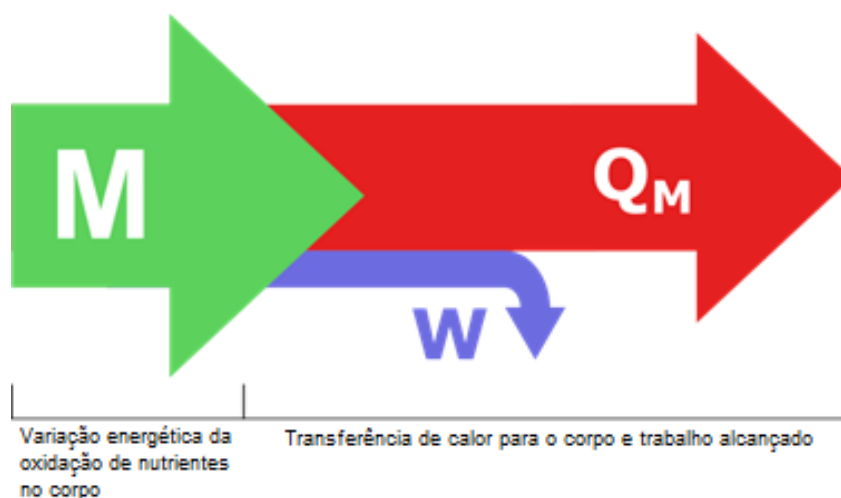 M
QM
W
Variação energética da
oxidação de nutrientes
no corpo
Transferência de calor para o corpo e trabalho alcançado